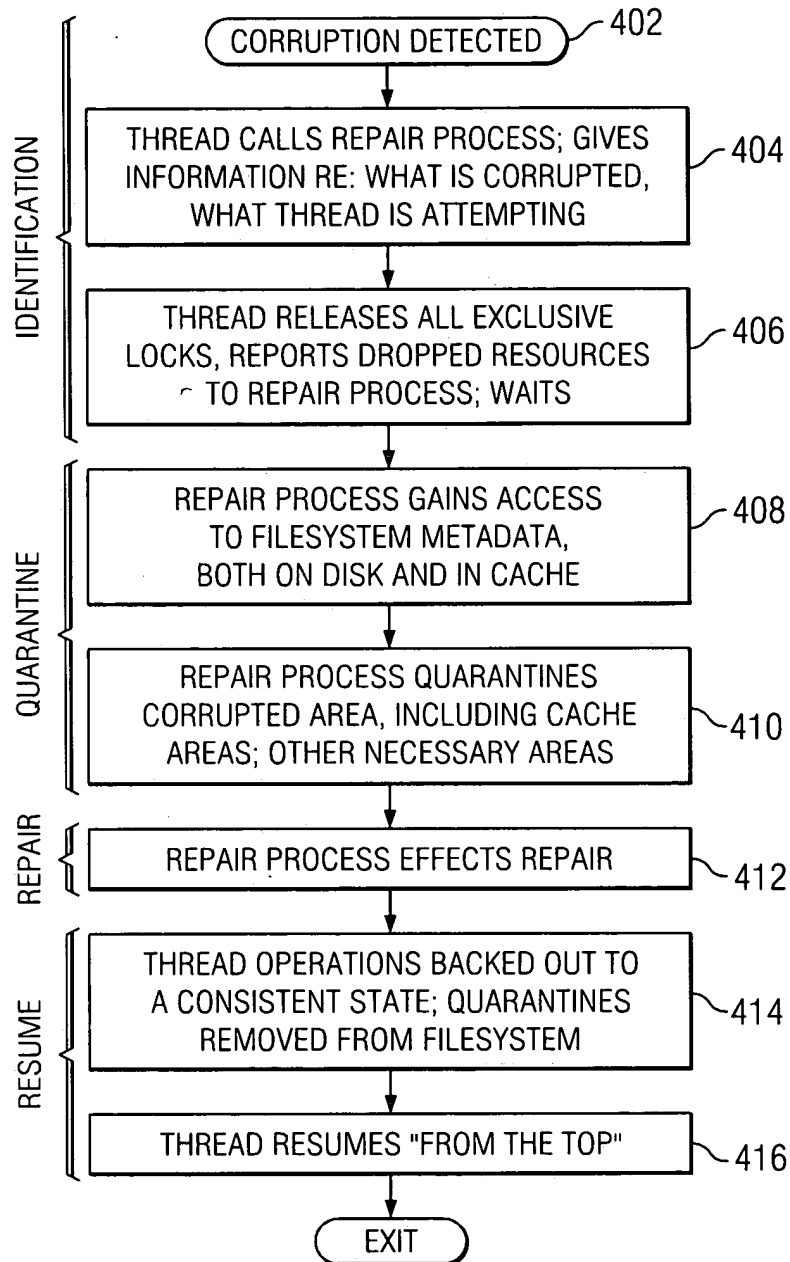 CORRUPTION DETECTED
402
IDENTIFICATION
THREAD CALLS REPAIR PROCESS; GIVES
INFORMATION RE: WHAT IS CORRUPTED,
WHAT THREAD IS ATTEMPTING
404
THREAD RELEASES ALL EXCLUSIVE
LOCKS, REPORTS DROPPED RESOURCES
TO REPAIR PROCESS; WAITS
406
QUARANTINE
REPAIR PROCESS GAINS ACCESS
TO FILESYSTEM METADATA,
BOTH ON DISK AND IN CACHE
408
REPAIR PROCESS QUARANTINES
CORRUPTED AREA, INCLUDING CACHE
AREAS; OTHER NECESSARY AREAS
410
REPAIR
REPAIR PROCESS EFFECTS REPAIR
412
RESUME
THREAD OPERATIONS BACKED OUT TO
A CONSISTENT STATE; QUARANTINES
REMOVED FROM FILESYSTEM
414
THREAD RESUMES "FROM THE TOP"
416
EXIT